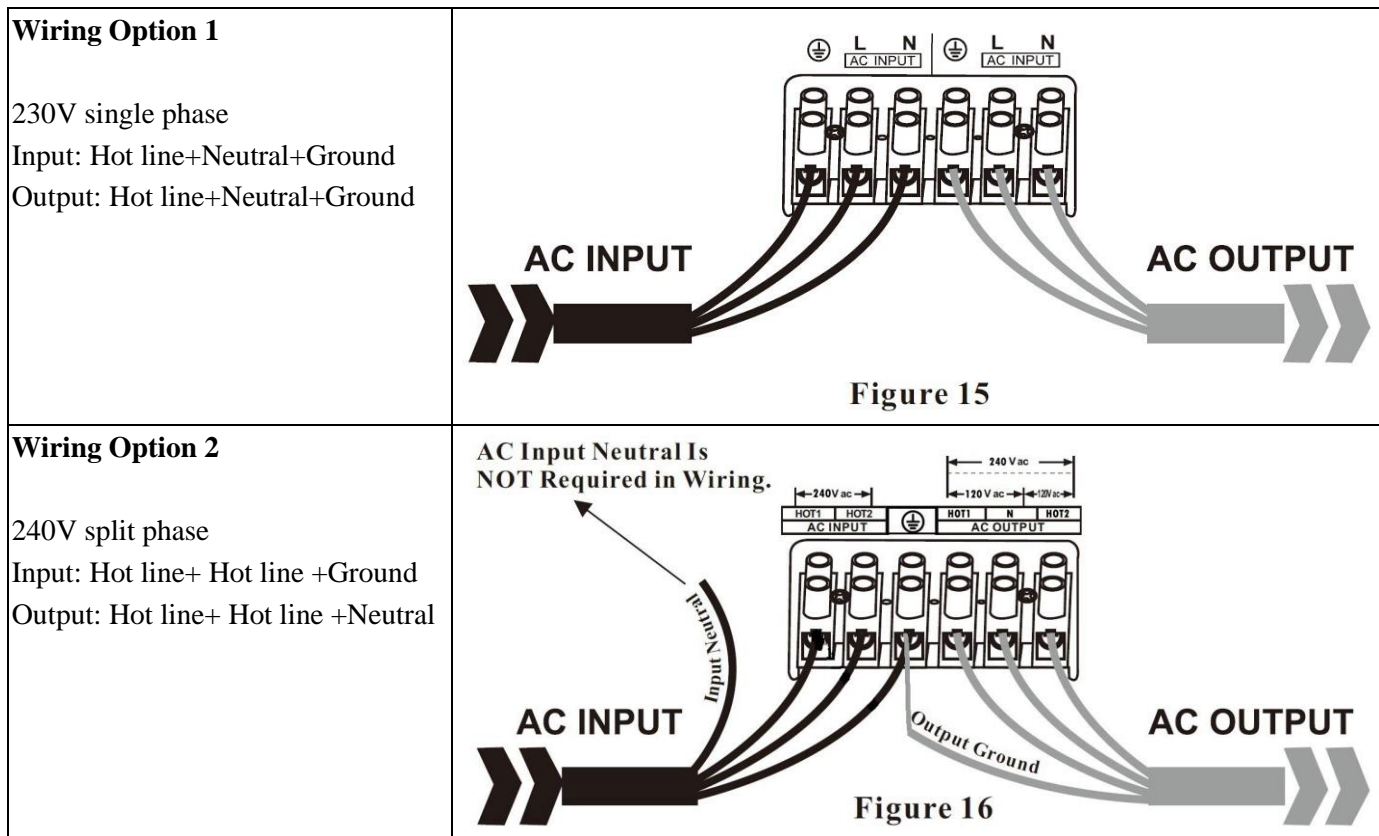 Wiring Option 1
230V single phase
Input: Hot line+Neutral+Ground
Output: Hot line+Neutral+Ground
L N L N
AC INPUT AC INPUT
AC INPUT
AC OUTPUT
Figure 15
Wiring Option 2
240V split phase
Input: Hot line+ Hot line +Ground
Output: Hot line+ Hot line +Neutral
AC Input Neutral Is
NOT Required in Wiring.
240 Vac
240V ac 120 V ac 120V ac
HOT1 HOT2 HOT1 N HOT2
AC INPUT AC OUTPUT
Input Neutral
AC INPUT
Output Ground
AC OUTPUT
Figure 16